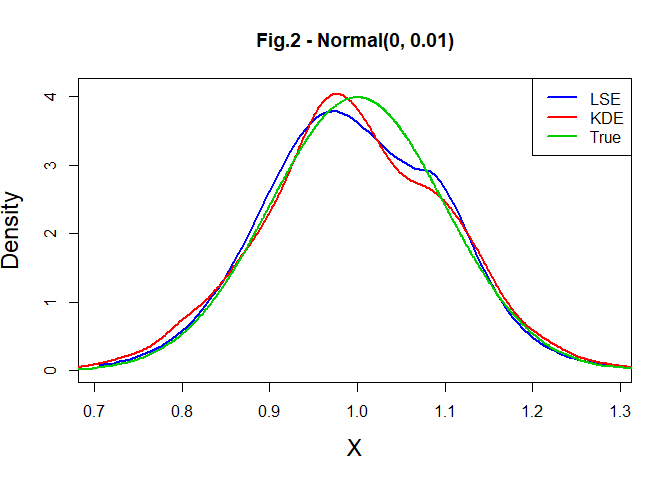 Fig.2 - Normal(0, 0.01)
LSE
KDE
True
Density
4
3
2
1
0
0.7 0.8 0.9 1.0 1.1 1.2 1.3
X